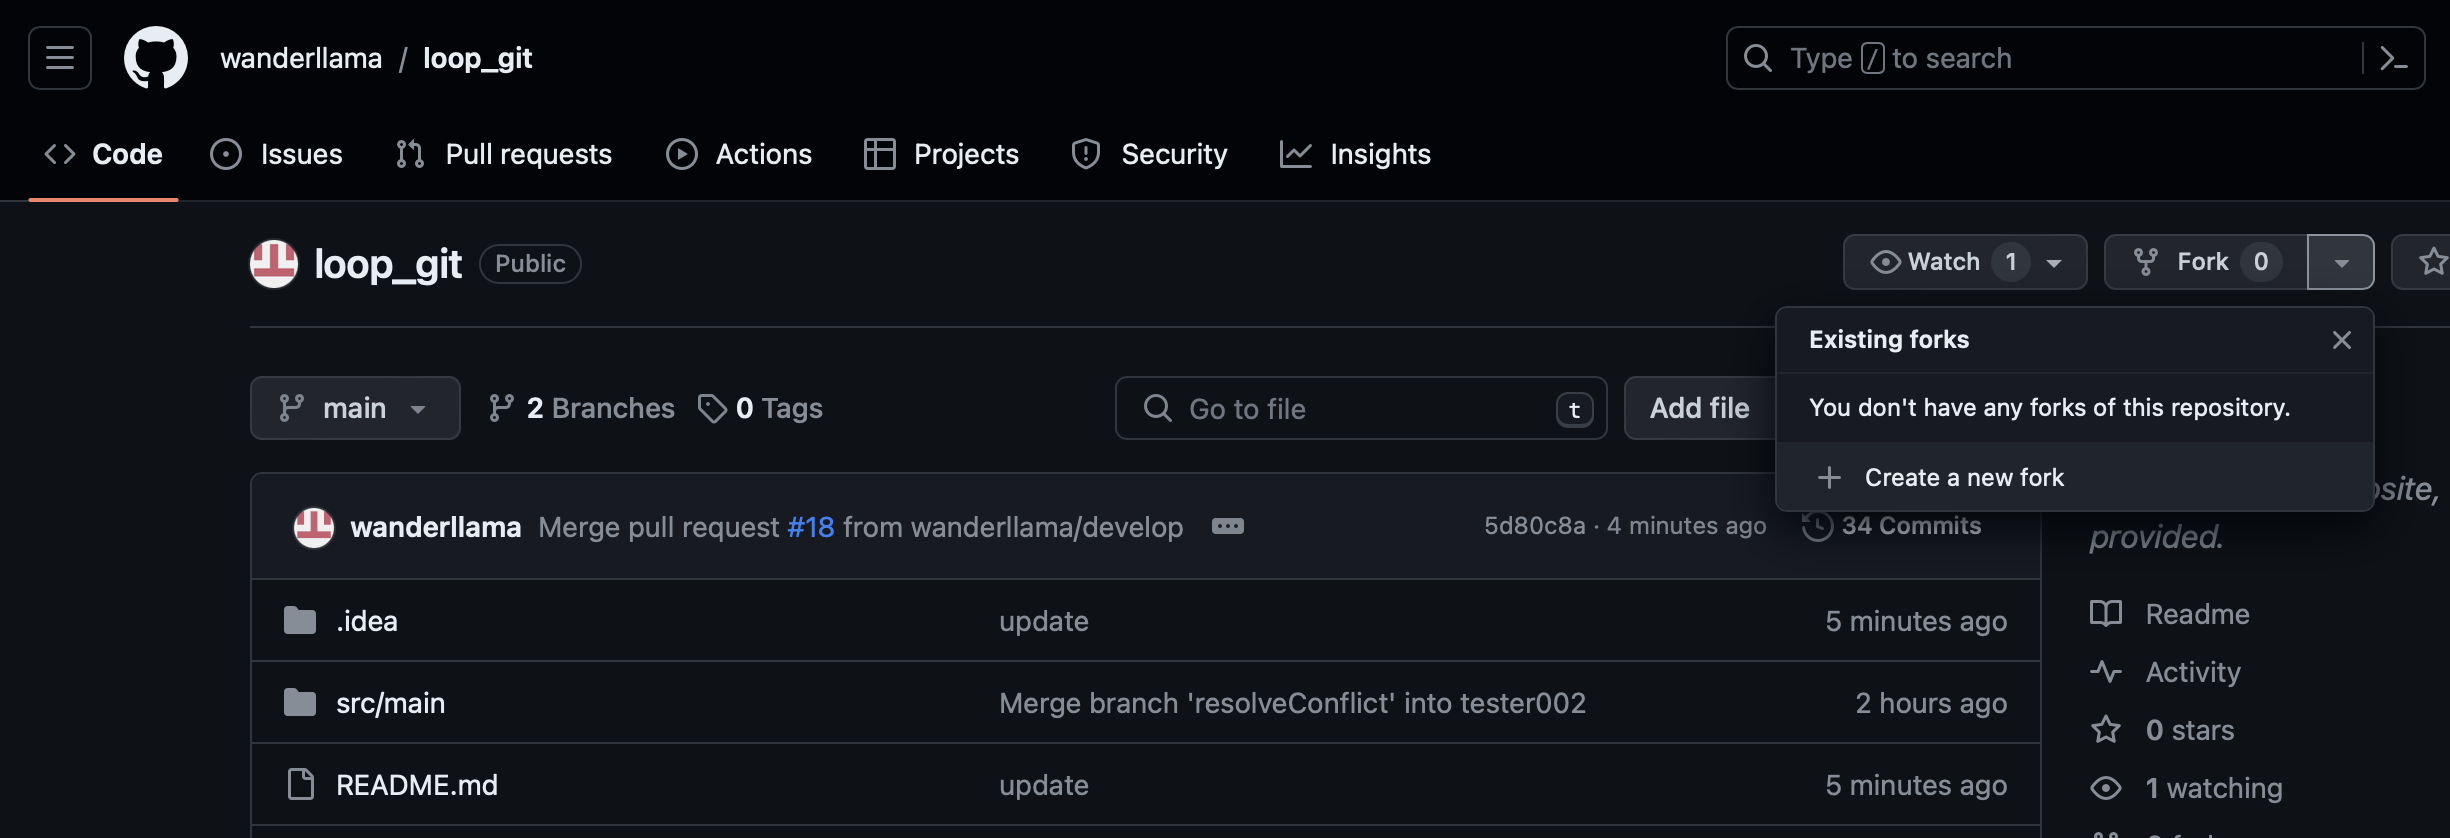 wanderllama / loop_git
Type / to search
Code Issues Pull requests Actions Projects Security Insights
loop_git Public
Watch 1 Fork 0
Existing forks
You don't have any forks of this repository.
Create a new fork
main 2 Branches 0 Tags Go to file t Add file
wanderllama Merge pull request #18 from wanderllama/develop 5d80c8a · 4 minutes ago 34 Commits
provided.
.idea update 5 minutes ago
src/main Merge branch 'resolveConflict' into tester002 2 hours ago
README.md update 5 minutes ago
Readme
Activity
0 stars
1 watching